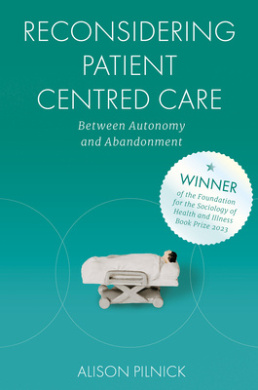 RECONSIDERING
PATIENT
CENTRED CARE
Between Autonomy
and Abandonment
WINNER
of the Foundation
for the Sociology of
Health and Illness
Book Prize 2023
ALISON PILNICK